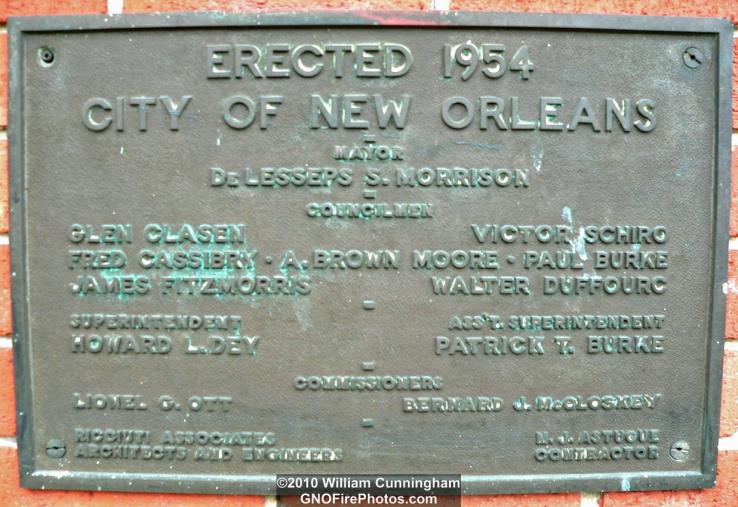 ERECTED 1954
CITY OF NEW ORLEANS
MAYOR
DE LESSEPS S. MORRISON
COUNCILMEN
GLEN CLASEN VICTOR SCHIRO
FRED CASSIBRY · A. BROWN MOORE · PAUL BURKE
JAMES FITZMORRIS WALTER DUFFOURC
SUPERINTENDENT ASS'T. SUPERINTENDENT
HOWARD L. DEY PATRICK T. BURKE
COMMISSIONERS
LIONEL G. OTT BERNARD J. McCLOSKEY
RICCIUTI ASSOCIATES N. J. ASTUGUE
ARCHITECTS AND ENGINEERS CONTRACTOR
©2010 William Cunningham
GNOFirePhotos.com